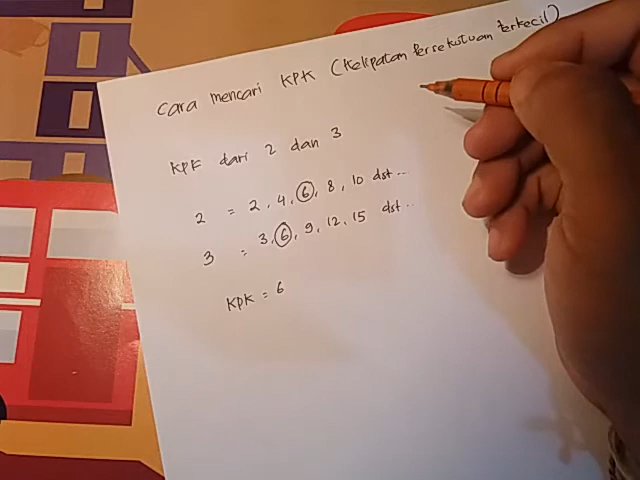 Cara mencari KPK (Kelipatan Persekutuan terkecil)
KPK dari 2 dan 3
2 = 2, 4, 6, 8, 10 dst...
3 = 3, 6, 9, 12, 15 dst...
KPK = 6